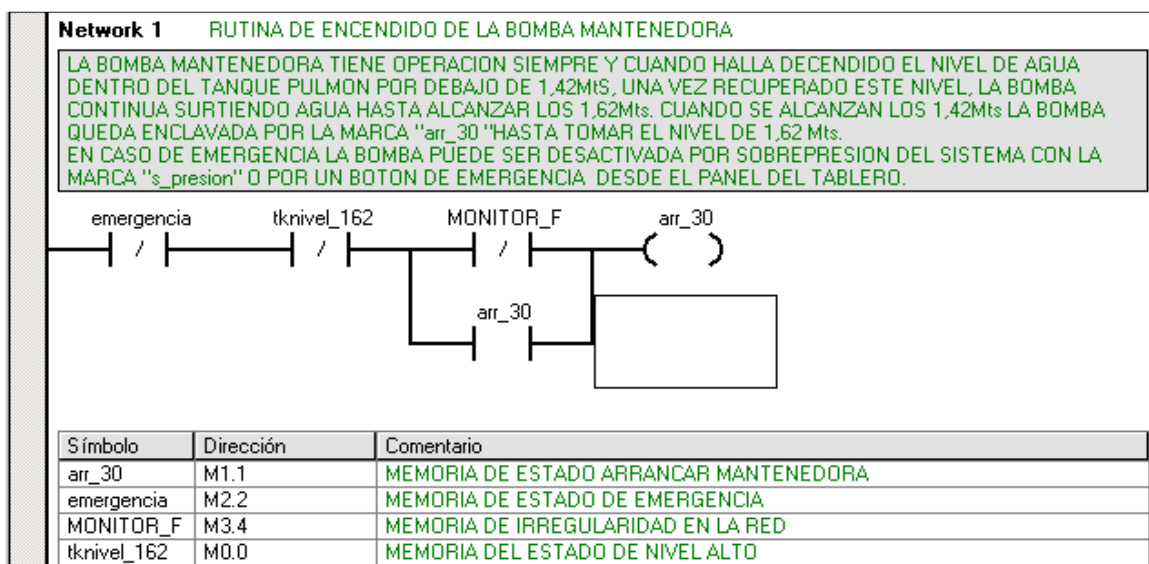 Network 1 RUTINA DE ENCENDIDO DE LA BOMBA MANTENEDORA
LA BOMBA MANTENEDORA TIENE OPERACION SIEMPRE Y CUANDO HALLA DECENDIDO EL NIVEL DE AGUA
DENTRO DEL TANQUE PULMON POR DEBAJO DE 1,42MtS, UNA VEZ RECUPERADO ESTE NIVEL, LA BOMBA
CONTINUA SURTIENDO AGUA HASTA ALCANZAR LOS 1,62Mts. CUANDO SE ALCANZAN LOS 1,42Mts LA BOMBA
QUEDA ENCLAVADA POR LA MARCA "arr_30 "HASTA TOMAR EL NIVEL DE 1,62 Mts.
EN CASO DE EMERGENCIA LA BOMBA PUEDE SER DESACTIVADA POR SOBREPRESION DEL SISTEMA CON LA
MARCA "s_presion" O POR UN BOTON DE EMERGENCIA DESDE EL PANEL DEL TABLERO.
emergencia tknivel_162 MONITOR_F arr_30
/ / /
arr_30
Símbolo Dirección Comentario
arr_30 M1.1 MEMORIA DE ESTADO ARRANCAR MANTENEDORA
emergencia M2.2 MEMORIA DE ESTADO DE EMERGENCIA
MONITOR_F M3.4 MEMORIA DE IRREGULARIDAD EN LA RED
tknivel_162 M0.0 MEMORIA DEL ESTADO DE NIVEL ALTO